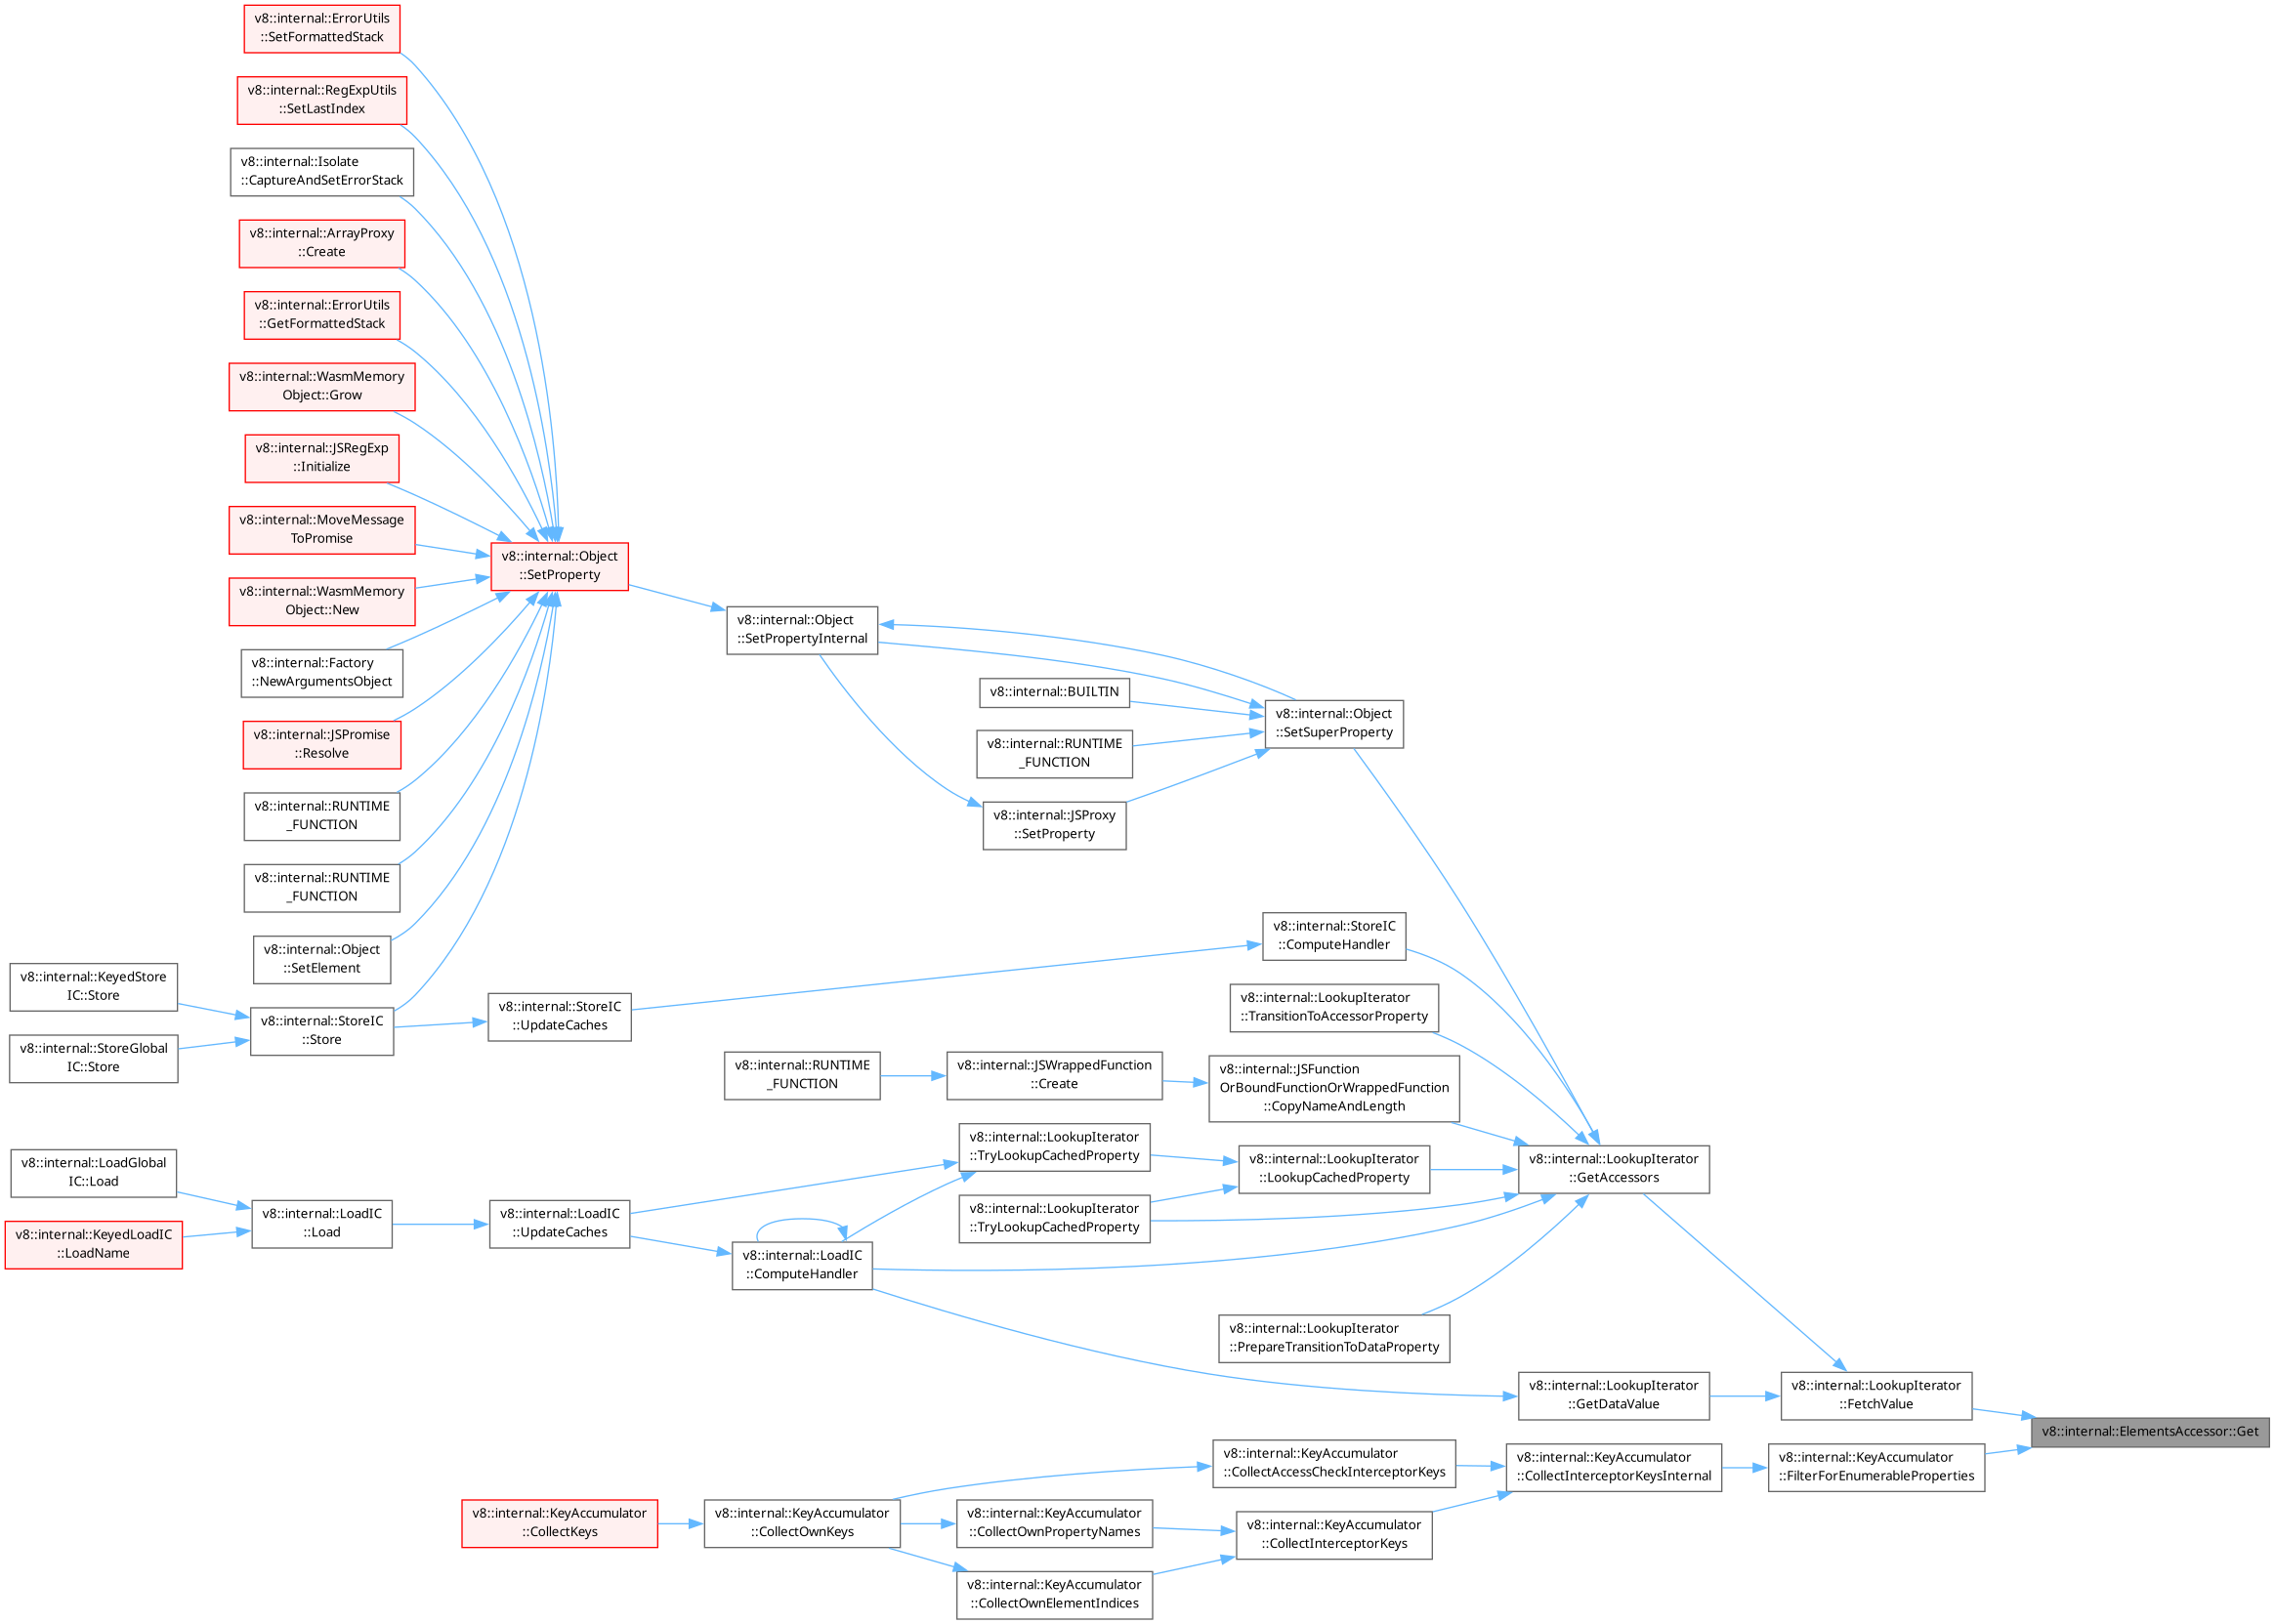 v8::internal::ErrorUtils
::SetFormattedStack
v8::internal::RegExpUtils
::SetLastIndex
v8::internal::Isolate
::CaptureAndSetErrorStack
v8::internal::ArrayProxy
::Create
v8::internal::ErrorUtils
::GetFormattedStack
v8::internal::WasmMemory
Object::Grow
v8::internal::JSRegExp
::Initialize
v8::internal::MoveMessage
ToPromise
v8::internal::WasmMemory
Object::New
v8::internal::Factory
::NewArgumentsObject
v8::internal::JSPromise
::Resolve
v8::internal::RUNTIME
_FUNCTION
v8::internal::RUNTIME
_FUNCTION
v8::internal::Object
::SetElement
v8::internal::StoreIC
::Store
v8::internal::KeyedStore
IC::Store
v8::internal::StoreGlobal
IC::Store
v8::internal::LoadGlobal
IC::Load
v8::internal::KeyedLoadIC
::LoadName
v8::internal::LoadIC
::Load
v8::internal::Object
::SetProperty
v8::internal::StoreIC
::UpdateCaches
v8::internal::LoadIC
::UpdateCaches
v8::internal::KeyAccumulator
::CollectKeys
v8::internal::Object
::SetPropertyInternal
v8::internal::RUNTIME
_FUNCTION
v8::internal::LoadIC
::ComputeHandler
v8::internal::KeyAccumulator
::CollectOwnKeys
v8::internal::BUILTIN
v8::internal::RUNTIME
_FUNCTION
v8::internal::JSProxy
::SetProperty
v8::internal::JSWrappedFunction
::Create
v8::internal::LookupIterator
::TryLookupCachedProperty
v8::internal::LookupIterator
::TryLookupCachedProperty
v8::internal::KeyAccumulator
::CollectOwnPropertyNames
v8::internal::KeyAccumulator
::CollectOwnElementIndices
v8::internal::Object
::SetSuperProperty
v8::internal::StoreIC
::ComputeHandler
v8::internal::LookupIterator
::TransitionToAccessorProperty
v8::internal::JSFunction
OrBoundFunctionOrWrappedFunction
::CopyNameAndLength
v8::internal::LookupIterator
::LookupCachedProperty
v8::internal::LookupIterator
::PrepareTransitionToDataProperty
v8::internal::KeyAccumulator
::CollectAccessCheckInterceptorKeys
v8::internal::KeyAccumulator
::CollectInterceptorKeys
v8::internal::LookupIterator
::GetAccessors
v8::internal::LookupIterator
::GetDataValue
v8::internal::KeyAccumulator
::CollectInterceptorKeysInternal
v8::internal::LookupIterator
::FetchValue
v8::internal::KeyAccumulator
::FilterForEnumerableProperties
v8::internal::ElementsAccessor::Get